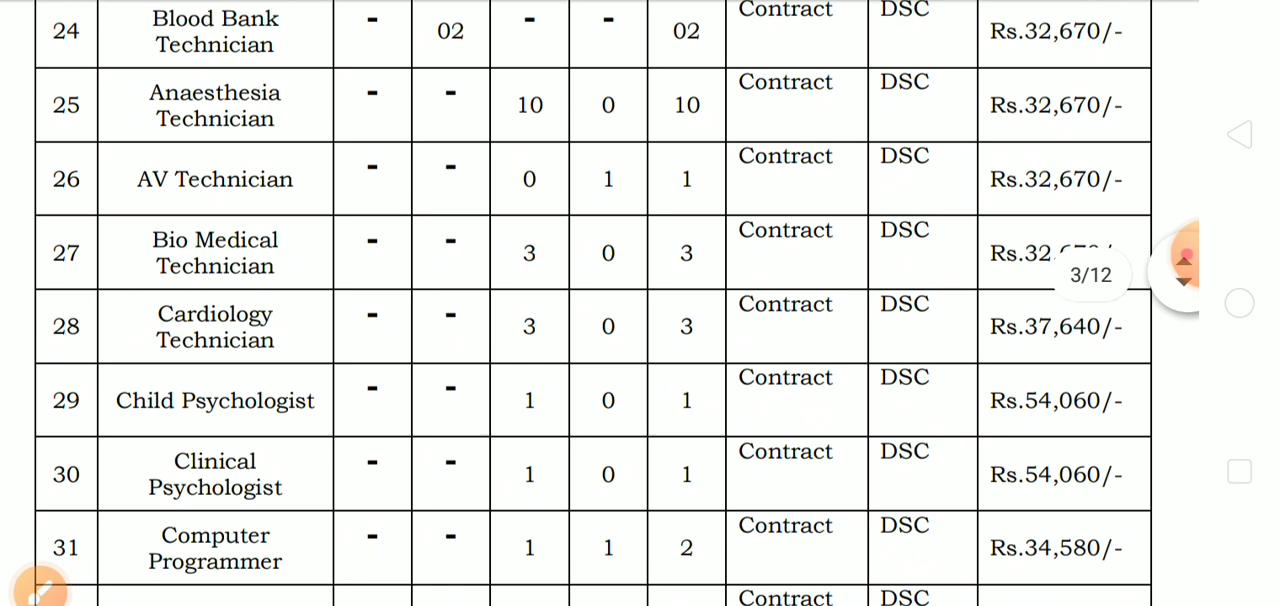 24 Blood Bank Technician - 02 - - 02 Contract DSC Rs.32,670/-
25 Anaesthesia Technician - - 10 0 10 Contract DSC Rs.32,670/-
26 AV Technician - - 0 1 1 Contract DSC Rs.32,670/-
27 Bio Medical Technician - - 3 0 3 Contract DSC Rs.32
3/12
28 Cardiology Technician - - 3 0 3 Contract DSC Rs.37,640/-
29 Child Psychologist - - 1 0 1 Contract DSC Rs.54,060/-
30 Clinical Psychologist - - 1 0 1 Contract DSC Rs.54,060/-
31 Computer Programmer - - 1 1 2 Contract DSC Rs.34,580/-
Contract DSC